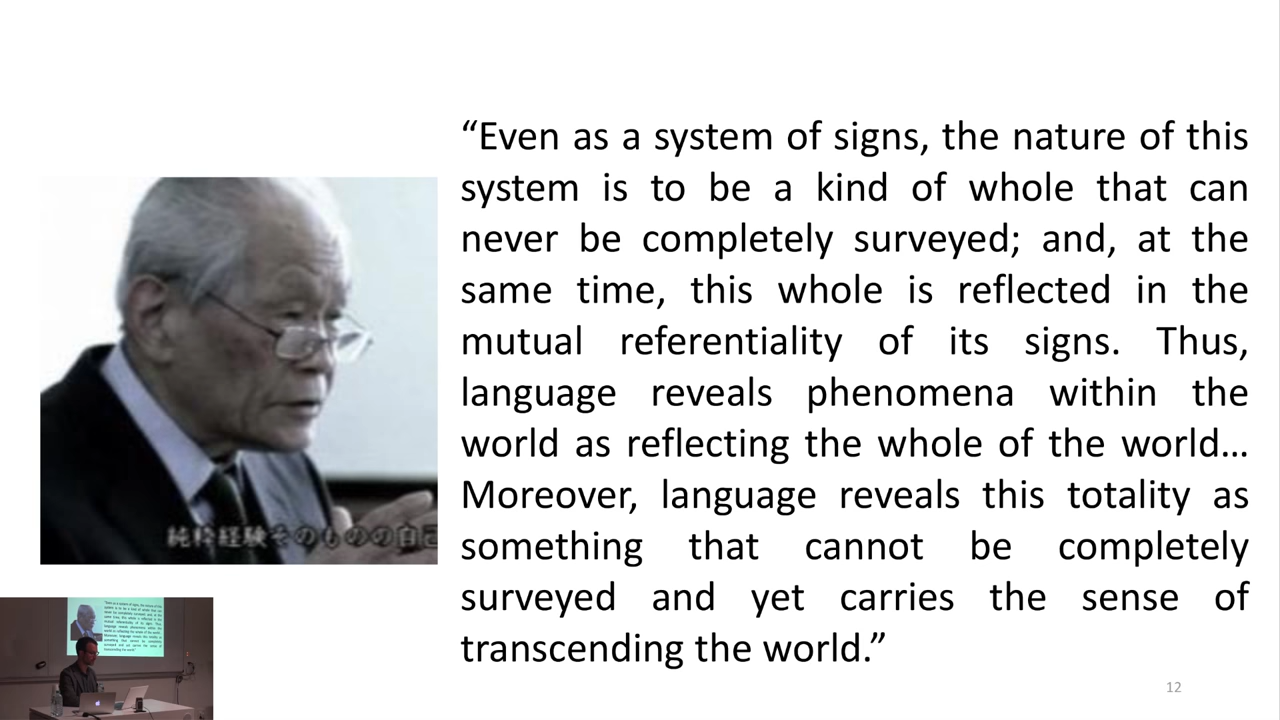 “Even as a system of signs, the nature of this
system is to be a kind of whole that can
never be completely surveyed; and, at the
same time, this whole is reflected in the
mutual referentiality of its signs. Thus,
language reveals phenomena within the
world as reflecting the whole of the world…
Moreover, language reveals this totality as
something that cannot be completely
surveyed and yet carries the sense of
transcending the world.”
純粋経験そのものの自己
12